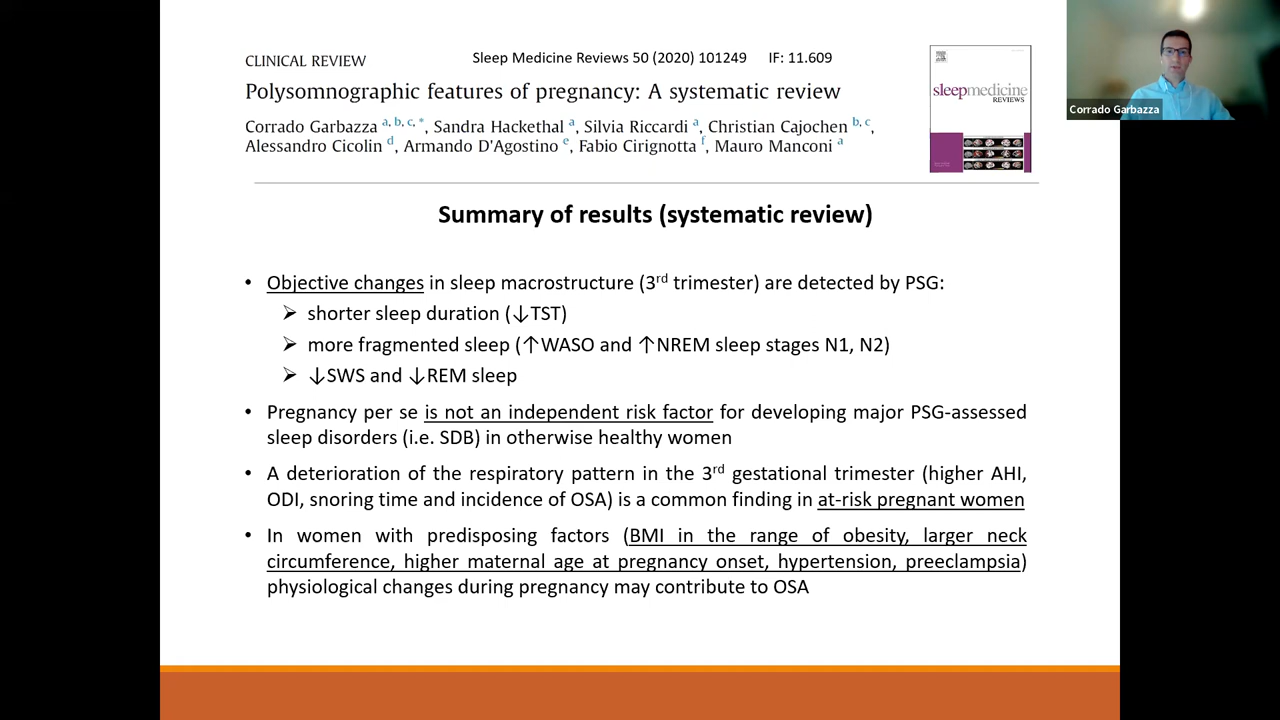 CLINICAL REVIEW
Sleep Medicine Reviews 50 (2020) 101249 IF: 11.609
Polysomnographic features of pregnancy: A systematic review
Corrado Garbazza a, b, c, *, Sandra Hackethal a, Silvia Riccardi a, Christian Cajochen b, c,
Alessandro Cicolin d, Armando D'Agostino e, Fabio Cirignotta f, Mauro Manconi a
sleepmedicine
REVIEWS
Corrado Garbazza
Summary of results (systematic review)
• Objective changes in sleep macrostructure (3rd trimester) are detected by PSG:
➢ shorter sleep duration (↓TST)
➢ more fragmented sleep (↑WASO and ↑NREM sleep stages N1, N2)
➢ ↓SWS and ↓REM sleep
• Pregnancy per se is not an independent risk factor for developing major PSG-assessed
sleep disorders (i.e. SDB) in otherwise healthy women
• A deterioration of the respiratory pattern in the 3rd gestational trimester (higher AHI,
ODI, snoring time and incidence of OSA) is a common finding in at-risk pregnant women
• In women with predisposing factors (BMI in the range of obesity, larger neck
circumference, higher maternal age at pregnancy onset, hypertension, preeclampsia)
physiological changes during pregnancy may contribute to OSA